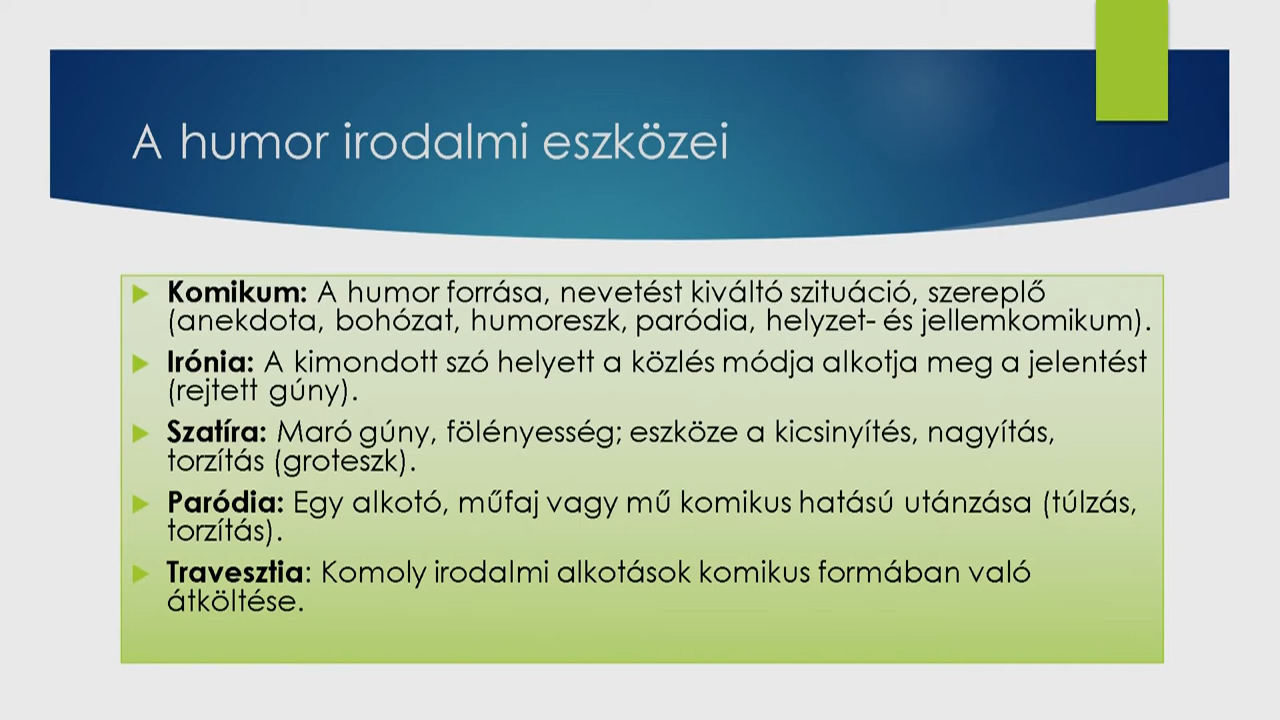 A humor irodalmi eszközei
Komikum: A humor forrása, nevetést kiváltó szituáció, szereplő
(anekdota, bohózat, humoreszk, paródia, helyzet- és jellemkomikum).
Irónia: A kimondott szó helyett a közlés módja alkotja meg a jelentést
(rejtett gúny).
Szatíra: Maró gúny, fölényesség; eszköze a kicsinyítés, nagyítás,
torzítás (groteszk).
Paródia: Egy alkotó, műfaj vagy mű komikus hatású utánzása (túlzás,
torzítás).
Travesztia: Komoly irodalmi alkotások komikus formában való
átköltése.